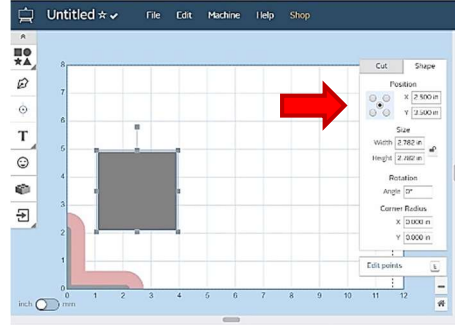 Untitled File Edit Machine Help Shop
Cut Shape
Position
X 2.500 in
Y 3.500 in
Size
Width 2.782 in
Height 2.782 in
Rotation
Angle 0°
Corner Radius
X 0.000 in
Y 0.000 in
Edit points
T
8
7
6
5
4
3
2
1
0
0 1 2 3 4 5 6 7 8 9 10 11 12
inch mm